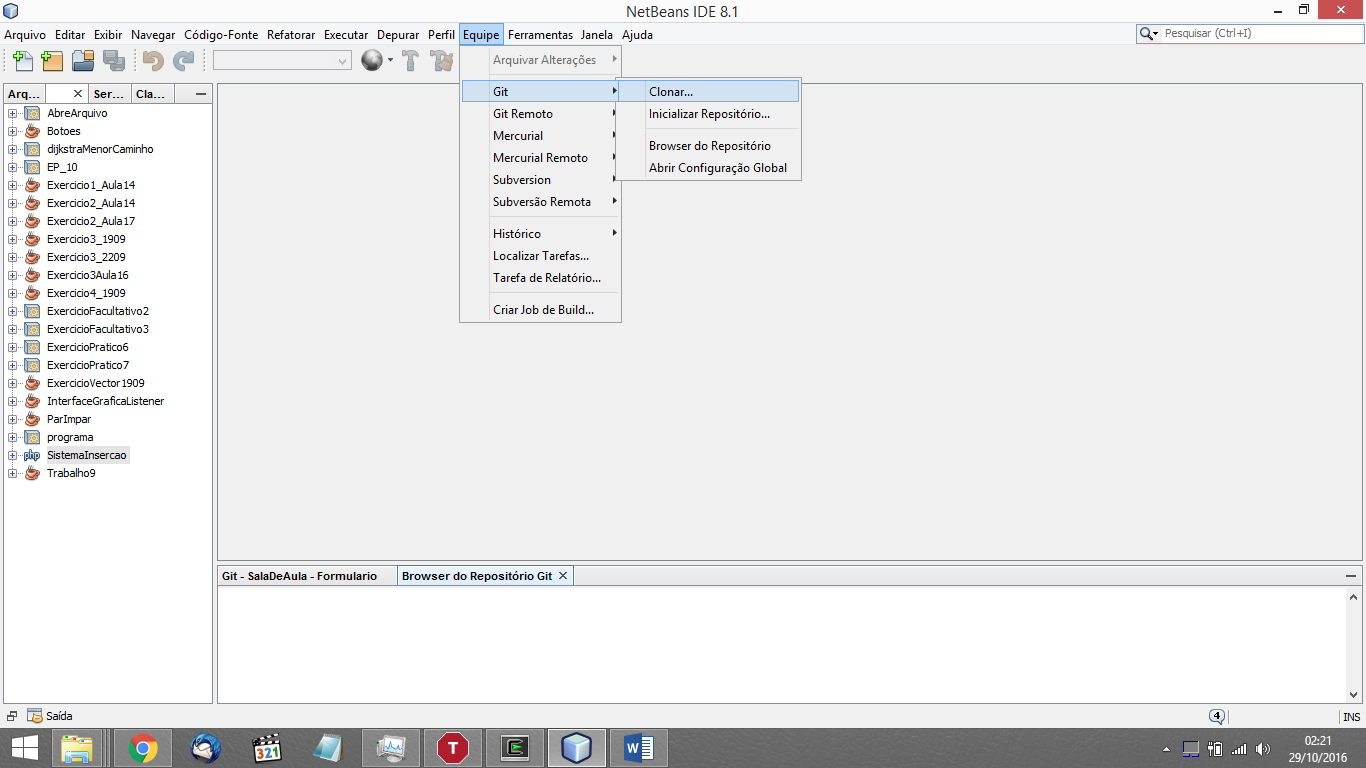 NetBeans IDE 8.1
Arquivo Editar Exibir Navegar Código-Fonte Refatorar Executar Depurar Perfil Equipe Ferramentas Janela Ajuda
Pesquisar (Ctrl+I)
Arquivar Alterações
Git
Git Remoto
Mercurial
Mercurial Remoto
Subversion
Subversão Remota
Histórico
Localizar Tarefas...
Tarefa de Relatório...
Criar Job de Build...
Clonar...
Inicializar Repositório...
Browser do Repositório
Abrir Configuração Global
Arq... Ser... Cla...
AbreArquivo
Botoes
dijkstraMenorCaminho
EP_10
Exercicio1_Aula14
Exercicio2_Aula14
Exercicio2_Aula17
Exercicio3_1909
Exercicio3_2209
Exercicio3Aula16
Exercicio4_1909
ExercicioFacultativo2
ExercicioFacultativo3
ExercicioPratico6
ExercicioPratico7
ExercicioVector1909
InterfaceGraficaListener
ParImpar
programa
php SistemaInsercao
Trabalho9
Git - SalaDeAula - Formulario Browser do Repositório Git
Saída
4
INS
321
T
W
02:21
29/10/2016